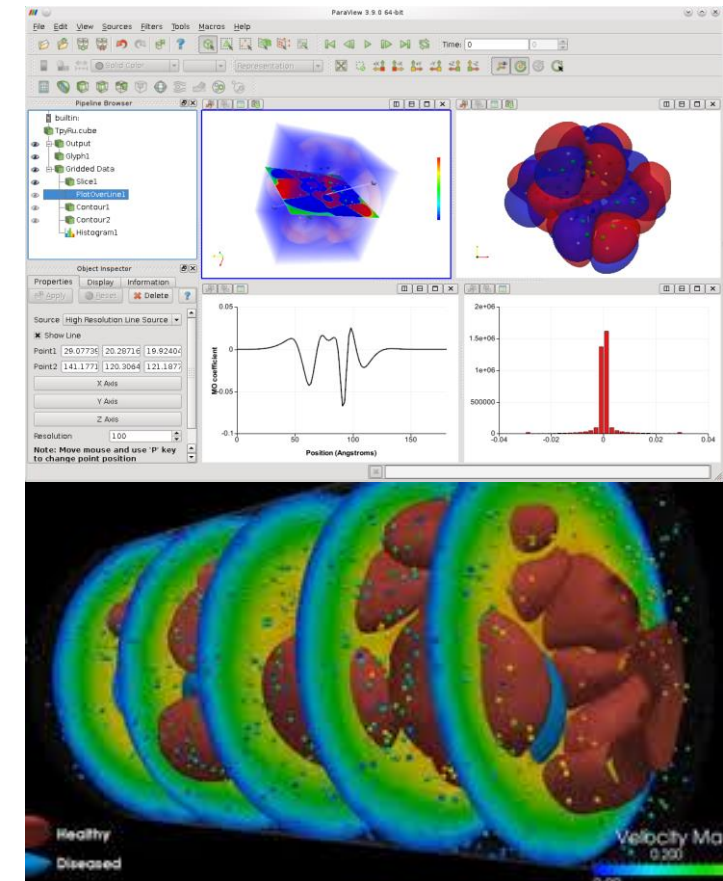 ParaView 3.9.0 64-bit
File Edit View Sources Filters Tools Macros Help
Time: 0 0
Solid Color Representation
Pipeline Browser
builtin:
TpyRu.cube
Output
Glyph1
Gridded Data
Slice1
PlotOverLine1
Contour1
Contour2
Histogram1
Object Inspector
Properties Display Information
Apply Reset Delete ?
Source High Resolution Line Source
Show Line
Point1 29.07739 20.28716 19.92404
Point2 141.1771 120.3064 121.1877
X Axis
Y Axis
Z Axis
Resolution 100
Note: Move mouse and use 'P' key
to change point position
0.05
0
-0.05
-0.1
MO coefficient
0 50 100 150
Position (Angstroms)
2e+06
1.5e+06
1e+06
500000
0
-0.04 -0.02 0 0.02 0.04
Healthy
Diseased
Velocity Ma
0.200